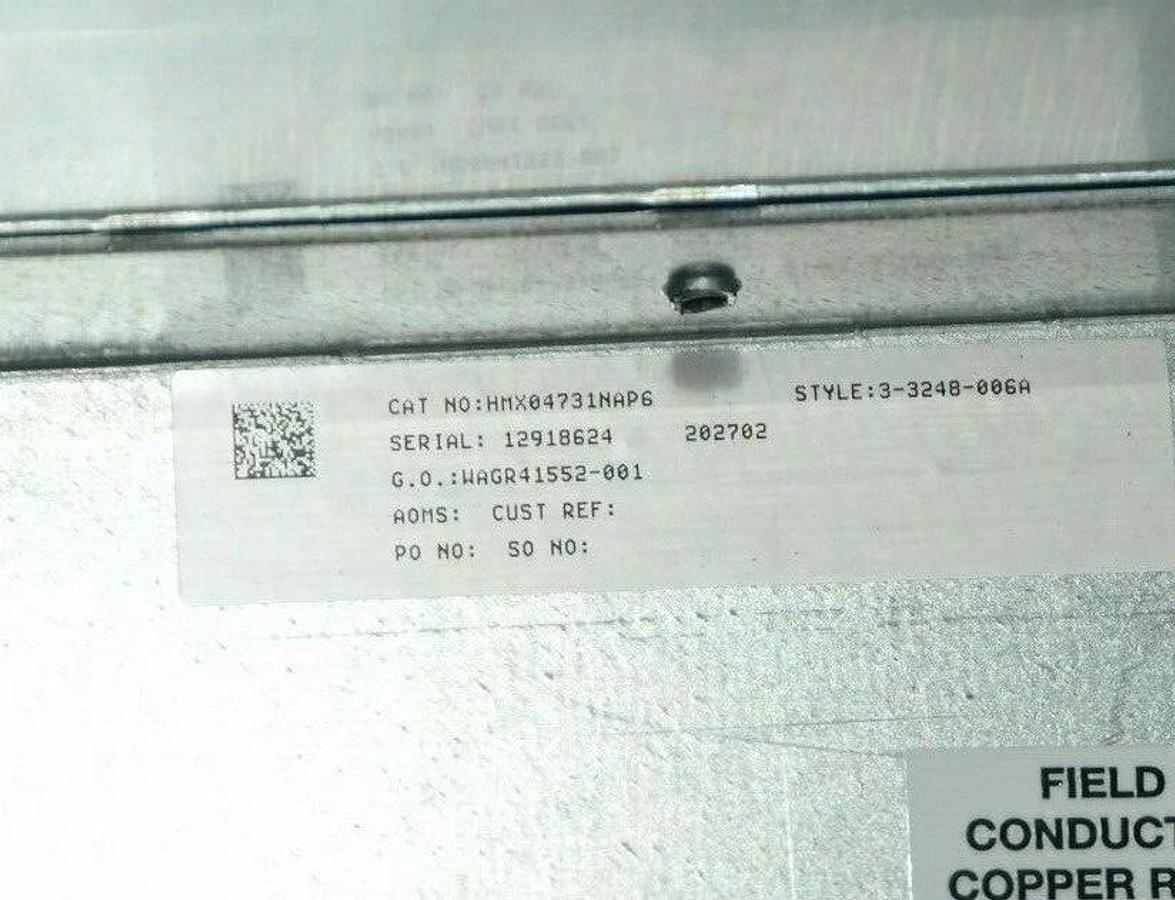 CAT NO:HMX04731NAP6 STYLE:3-3248-006A
SERIAL: 12918624 202702
G.O.:WAGR41552-001
AOMS: CUST REF:
PO NO: SO NO:
FIELD
CONDUCT
COPPER R